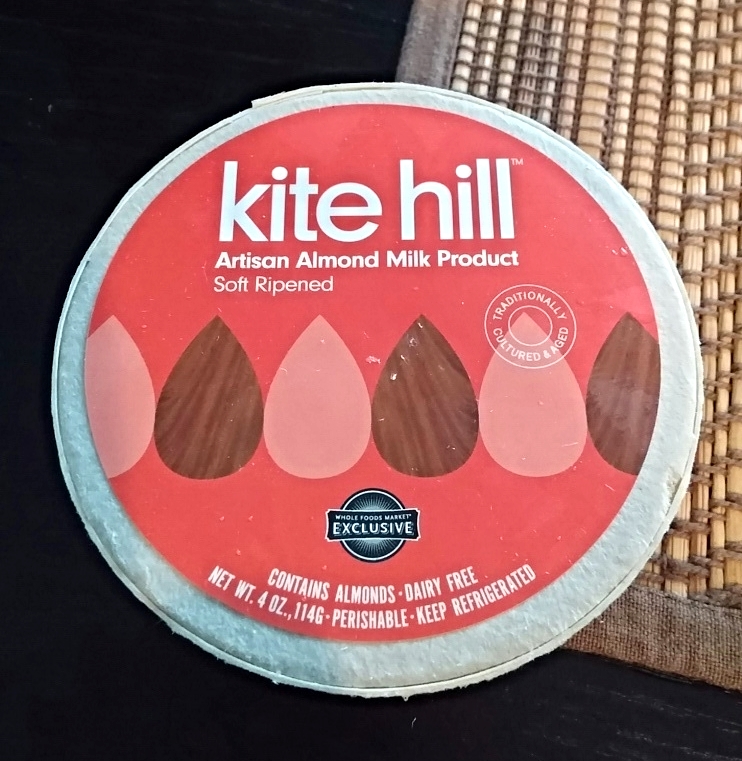 kite hill™
Artisan Almond Milk Product
Soft Ripened
TRADITIONALLY
CULTURED & AGED
WHOLE FOODS MARKET
EXCLUSIVE
CONTAINS ALMONDS · DAIRY FREE
NET WT. 4 OZ., 114G · PERISHABLE · KEEP REFRIGERATED